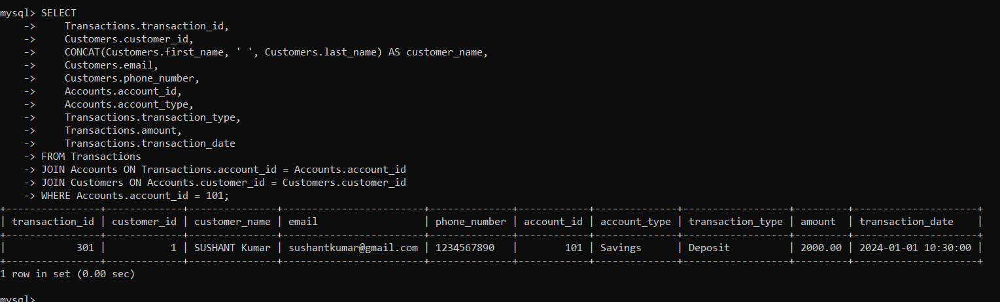 mysql> SELECT
    ->     Transactions.transaction_id,
    ->     Customers.customer_id,
    ->     CONCAT(Customers.first_name, ' ', Customers.last_name) AS customer_name,
    ->     Customers.email,
    ->     Customers.phone_number,
    ->     Accounts.account_id,
    ->     Accounts.account_type,
    ->     Transactions.transaction_type,
    ->     Transactions.amount,
    ->     Transactions.transaction_date
    -> FROM Transactions
    -> JOIN Accounts ON Transactions.account_id = Accounts.account_id
    -> JOIN Customers ON Accounts.customer_id = Customers.customer_id
    -> WHERE Accounts.account_id = 101;
+----------------+-------------+---------------+------------------------+--------------+------------+--------------+------------------+---------+---------------------+
| transaction_id | customer_id | customer_name | email                  | phone_number | account_id | account_type | transaction_type | amount  | transaction_date    |
+----------------+-------------+---------------+------------------------+--------------+------------+--------------+------------------+---------+---------------------+
|            301 |           1 | SUSHANT Kumar | sushantkumar@gmail.com | 1234567890   |        101 | Savings      | Deposit          | 2000.00 | 2024-01-01 10:30:00 |
+----------------+-------------+---------------+------------------------+--------------+------------+--------------+------------------+---------+---------------------+
1 row in set (0.00 sec)
mysql>